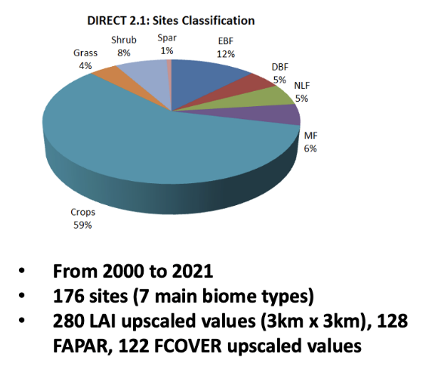 DIRECT 2.1: Sites Classification
Spar
1%
Shrub
8%
Grass
4%
EBF
12%
DBF
5%
NLF
5%
MF
6%
Crops
59%
• From 2000 to 2021
• 176 sites (7 main biome types)
• 280 LAI upscaled values (3km x 3km), 128
FAPAR, 122 FCOVER upscaled values